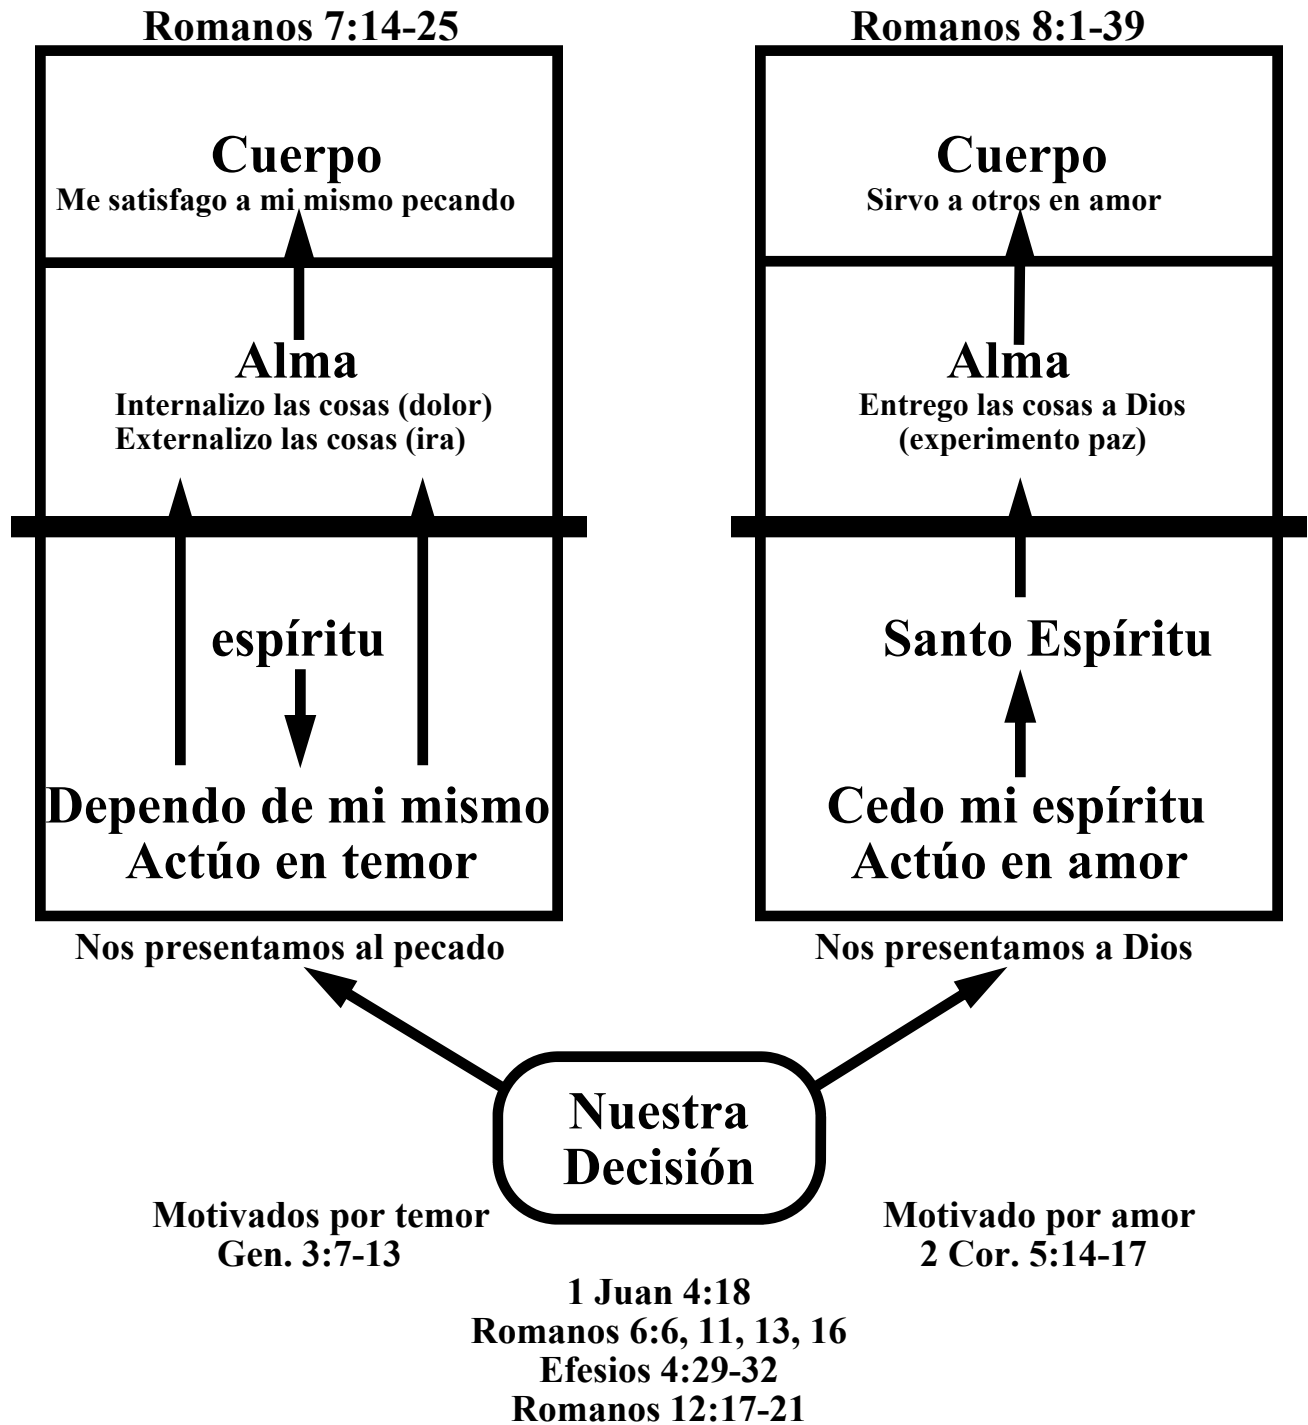 Romanos 7:14-25
Cuerpo
Me satisfago a mi mismo pecando
Alma
Internalizo las cosas (dolor)
Externalizo las cosas (ira)
espíritu
Dependo de mi mismo
Actúo en temor
Nos presentamos al pecado
Romanos 8:1-39
Cuerpo
Sirvo a otros en amor
Alma
Entrego las cosas a Dios
(experimento paz)
Santo Espíritu
Cedo mi espíritu
Actúo en amor
Nos presentamos a Dios
Nuestra
Decisión
Motivados por temor
Gen. 3:7-13
Motivado por amor
2 Cor. 5:14-17
1 Juan 4:18
Romanos 6:6, 11, 13, 16
Efesios 4:29-32
Romanos 12:17-21